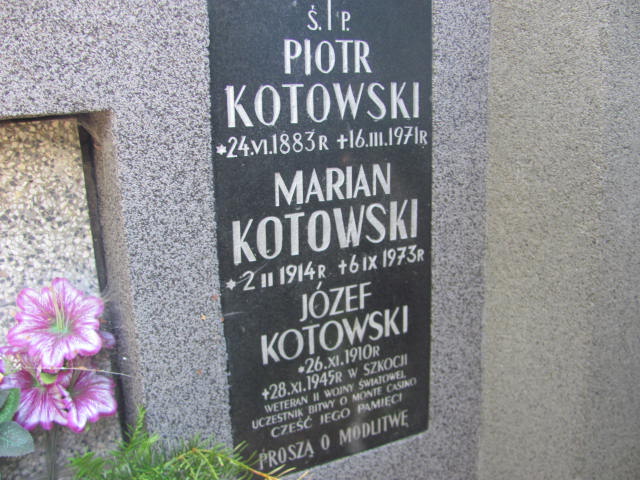 Ś. P.
PIOTR
KOTOWSKI
*24.VI.1883R +16.III.1971R
MARIAN
KOTOWSKI
*2 II 1914R +6 IX 1973R
JÓZEF
KOTOWSKI
*26.XI.1910R
+28.XI.1945R W SZKOCJI
WETERAN II WOJNY ŚWIATOWEJ,
UCZESTNIK BITWY O MONTE CASINO
CZEŚĆ JEGO PAMIĘCI
PROSZĄ O MODLITWĘ